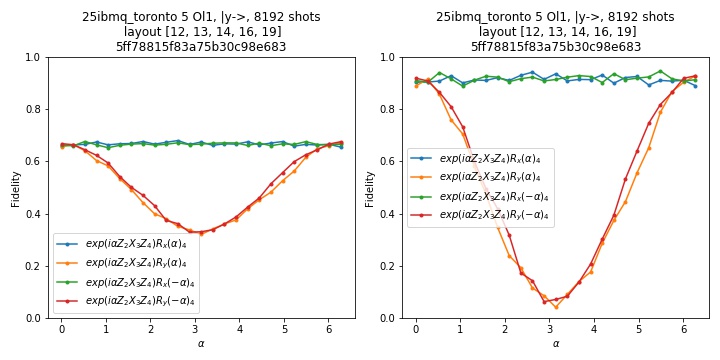 25ibmq_toronto 5 Ol1, |y->, 8192 shots
layout [12, 13, 14, 16, 19]
5ff78815f83a75b30c98e683
1.0
0.8
0.6
0.4
0.2
0.0
Fidelity
exp(iαZ₂X₃Z₄)Rₓ(α)₄
exp(iαZ₂X₃Z₄)Rᵧ(α)₄
exp(iαZ₂X₃Z₄)Rₓ(−α)₄
exp(iαZ₂X₃Z₄)Rᵧ(−α)₄
0 1 2 3 4 5 6
α
25ibmq_toronto 5 Ol1, |y->, 8192 shots
layout [12, 13, 14, 16, 19]
5ff78815f83a75b30c98e683
1.0
0.8
0.6
0.4
0.2
0.0
Fidelity
exp(iαZ₂X₃Z₄)Rₓ(α)₄
exp(iαZ₂X₃Z₄)Rᵧ(α)₄
exp(iαZ₂X₃Z₄)Rₓ(−α)₄
exp(iαZ₂X₃Z₄)Rᵧ(−α)₄
0 1 2 3 4 5 6
α